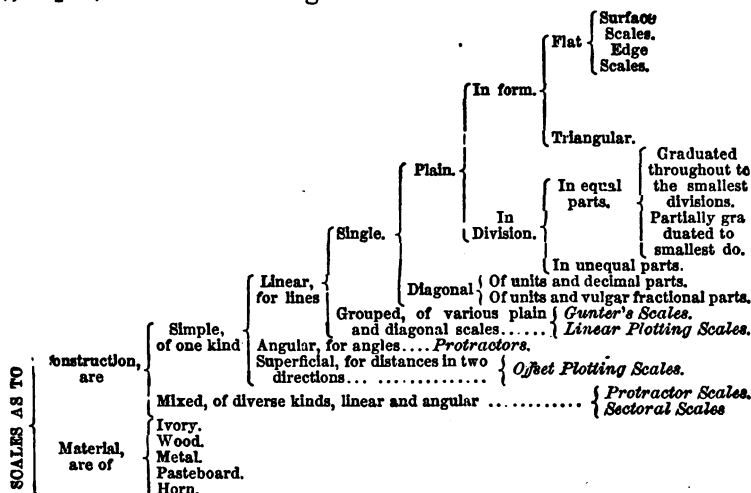 Surface
Scales.
Edge
Scales.
Flat
In form.
Triangular.
Plain.
Graduated
throughout to
the smallest
divisions.
Partially gra
duated to
smallest do.
In equal
parts.
In
Division.
In unequal parts.
Single.
Diagonal
Of units and decimal parts.
Of units and vulgar fractional parts.
Linear,
for lines
Grouped, of various plain
and diagonal scales......
Gunter's Scales.
Linear Plotting Scales.
Simple,
of one kind
Angular, for angles.... Protractors.
Superficial, for distances in two
directions... ...............
Offset Plotting Scales.
onstruction,
are
Mixed, of diverse kinds, linear and angular ............
Protractor Scales.
Sectoral Scales
SCALES AS TO
Material,
are of
Ivory.
Wood.
Metal.
Pasteboard.
Horn.